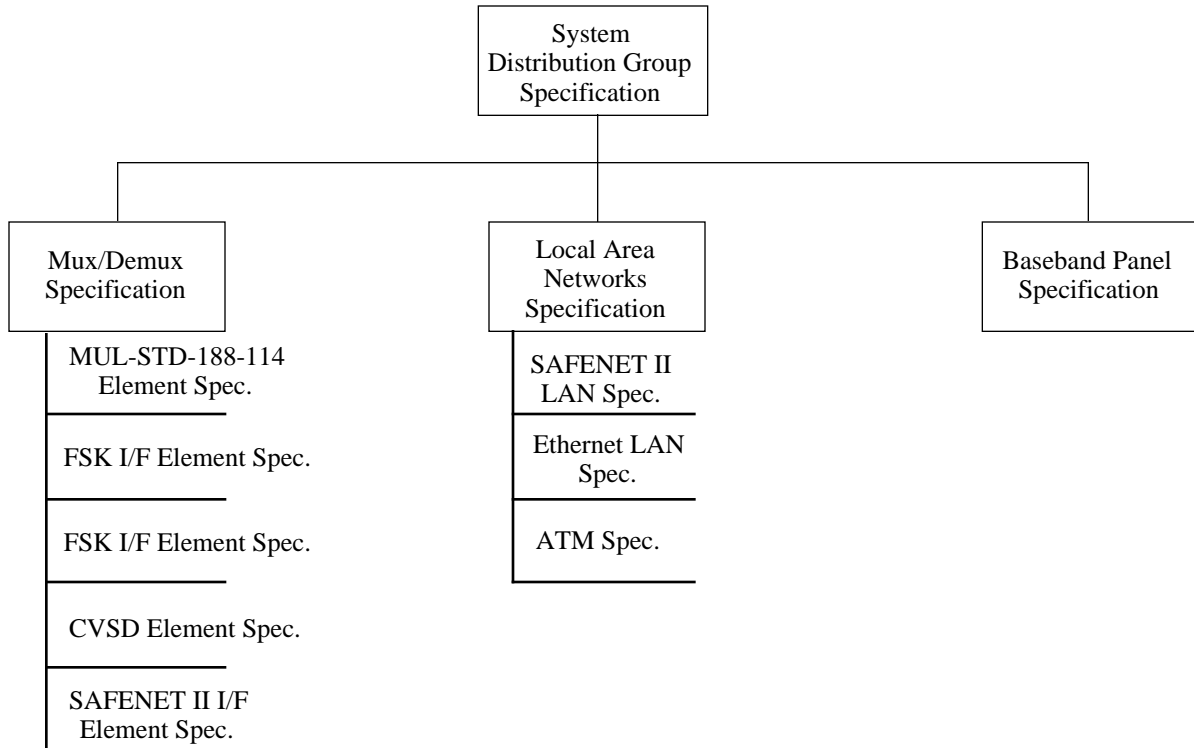 System
Distribution Group
Specification
Mux/Demux
Specification
Local Area
Networks
Specification
Baseband Panel
Specification
MUL-STD-188-114
Element Spec.
FSK I/F Element Spec.
FSK I/F Element Spec.
CVSD Element Spec.
SAFENET II I/F
Element Spec.
SAFENET II
LAN Spec.
Ethernet LAN
Spec.
ATM Spec.